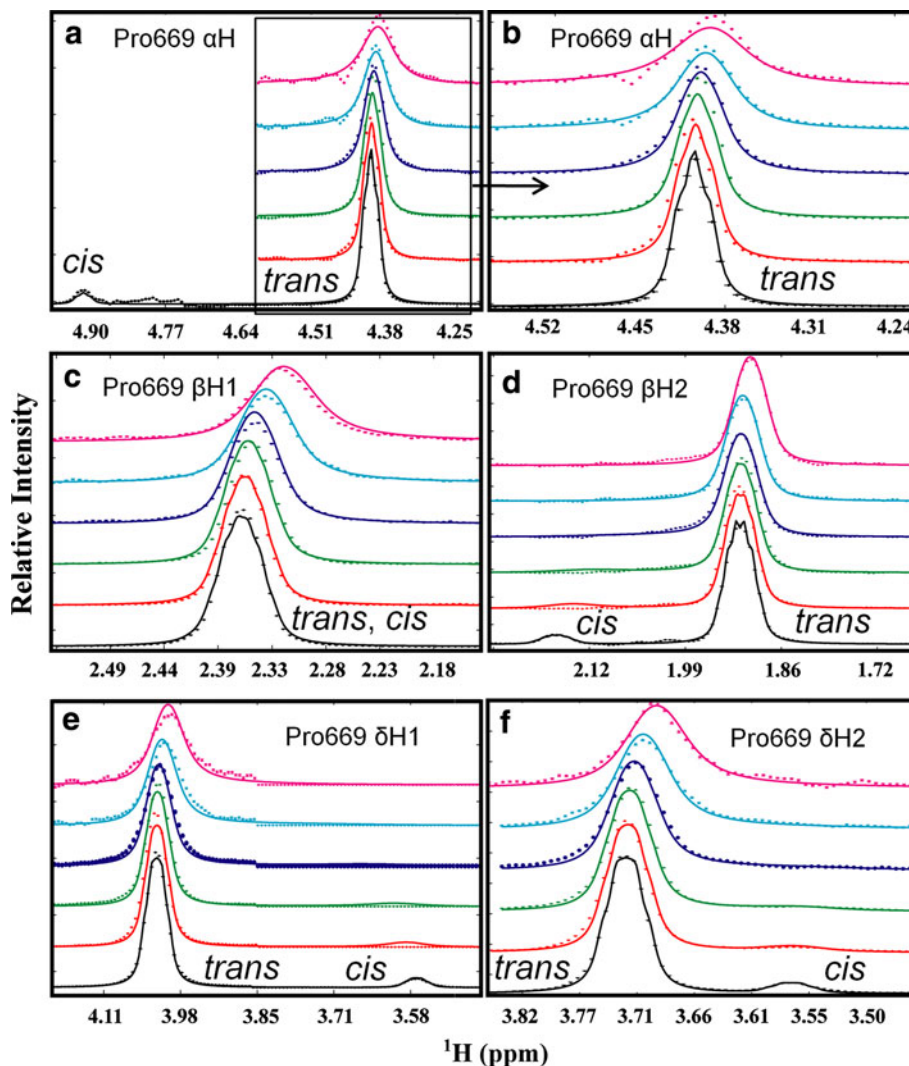 a
Pro669 αH
cis
trans
4.90 4.77 4.64 4.51 4.38 4.25
b
Pro669 αH
trans
4.52 4.45 4.38 4.31 4.24
c
Pro669 βH1
trans, cis
2.49 2.44 2.39 2.33 2.28 2.23 2.18
d
Pro669 βH2
cis
trans
2.12 1.99 1.86 1.72
e
Pro669 δH1
trans
cis
4.11 3.98 3.85 3.71 3.58
f
Pro669 δH2
trans
cis
3.82 3.77 3.71 3.66 3.61 3.55 3.50
Relative Intensity
¹H (ppm)